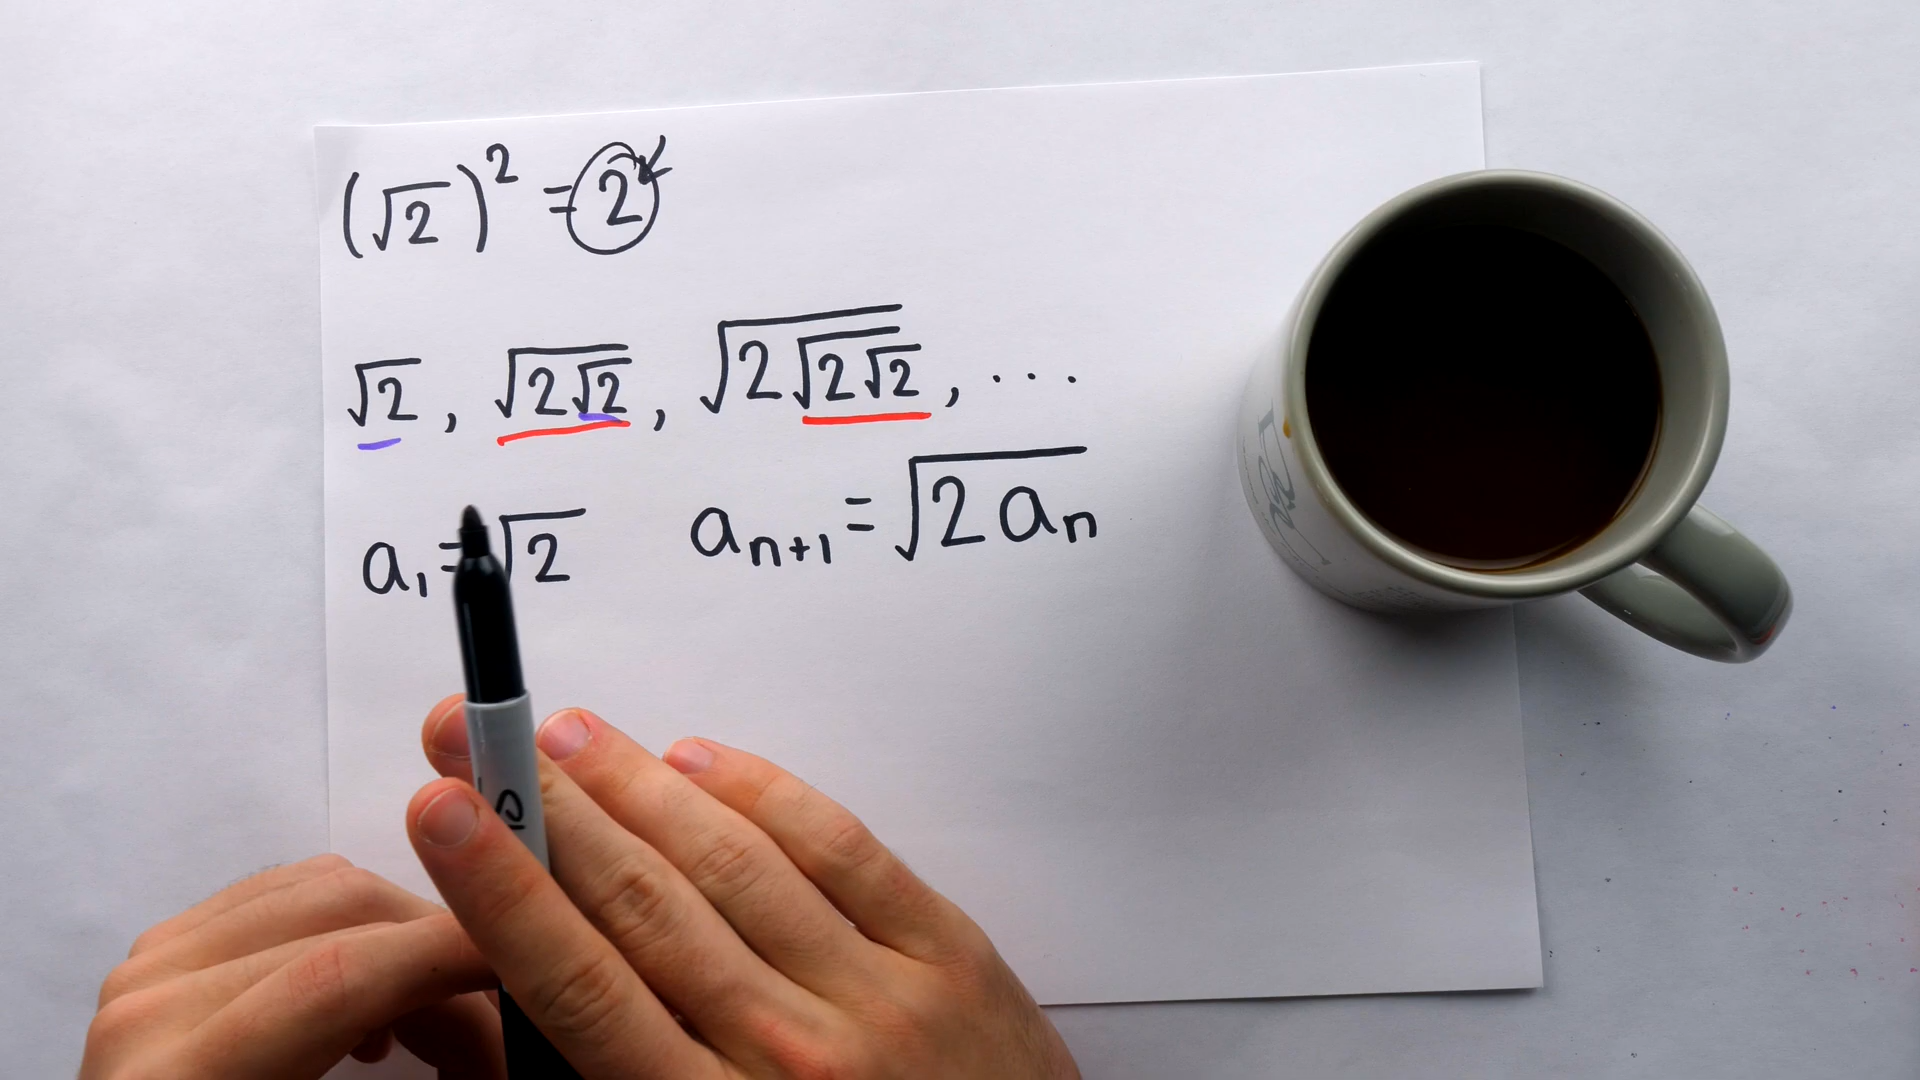 (√2)² = 2
√2, √(2√2), √(2√(2√2)), ...
a₁ = √2 aₙ₊₁ = √(2aₙ)